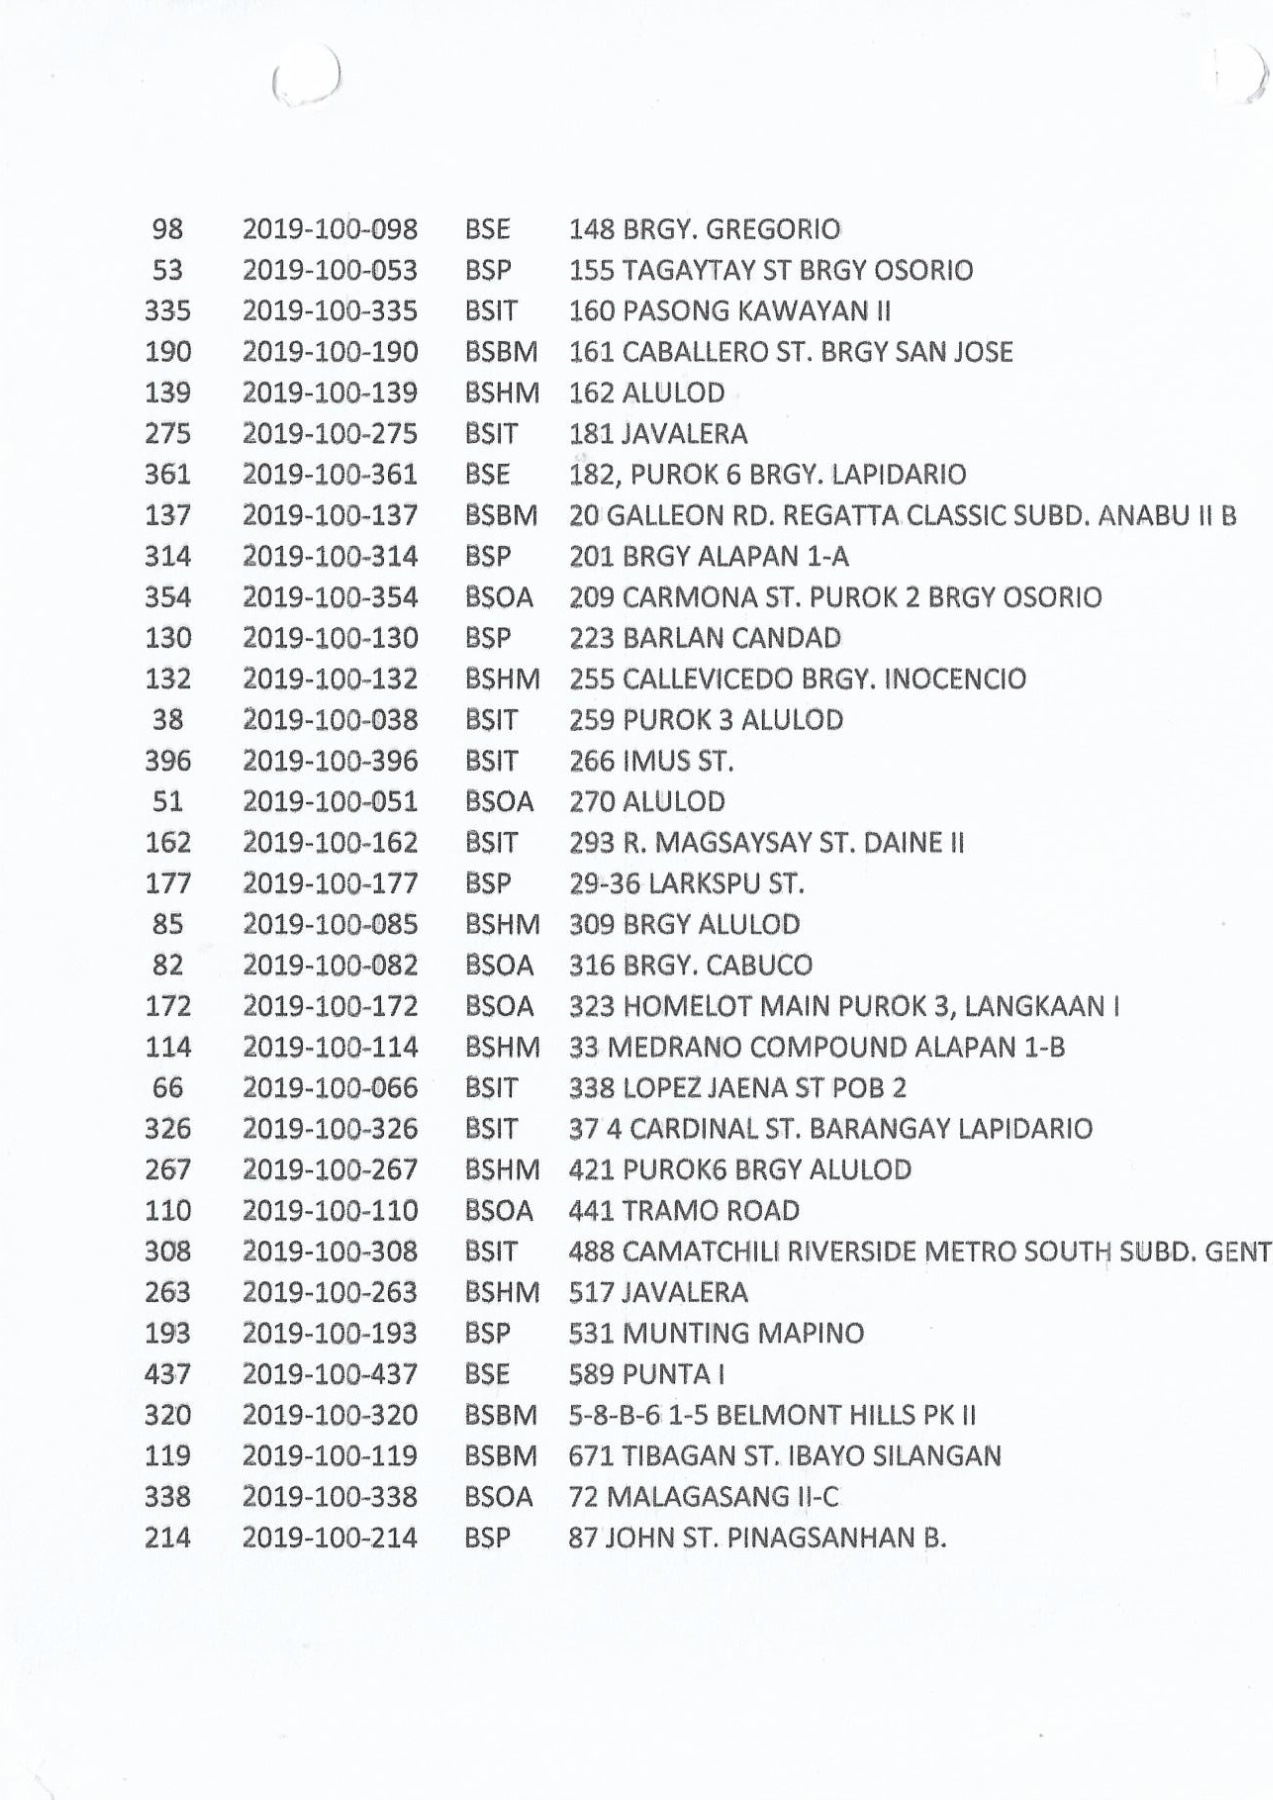 98 2019-100-098 BSE 148 BRGY. GREGORIO
53 2019-100-053 BSP 155 TAGAYTAY ST BRGY OSORIO
335 2019-100-335 BSIT 160 PASONG KAWAYAN II
190 2019-100-190 BSBM 161 CABALLERO ST. BRGY SAN JOSE
139 2019-100-139 BSHM 162 ALULOD
275 2019-100-275 BSIT 181 JAVALERA
361 2019-100-361 BSE 182, PUROK 6 BRGY. LAPIDARIO
137 2019-100-137 BSBM 20 GALLEON RD. REGATTA CLASSIC SUBD. ANABU II B
314 2019-100-314 BSP 201 BRGY ALAPAN 1-A
354 2019-100-354 BSOA 209 CARMONA ST. PUROK 2 BRGY OSORIO
130 2019-100-130 BSP 223 BARLAN CANDAD
132 2019-100-132 BSHM 255 CALLEVICEDO BRGY. INOCENCIO
38 2019-100-038 BSIT 259 PUROK 3 ALULOD
396 2019-100-396 BSIT 266 IMUS ST.
51 2019-100-051 BSOA 270 ALULOD
162 2019-100-162 BSIT 293 R. MAGSAYSAY ST. DAINE II
177 2019-100-177 BSP 29-36 LARKSPU ST.
85 2019-100-085 BSHM 309 BRGY ALULOD
82 2019-100-082 BSOA 316 BRGY. CABUCO
172 2019-100-172 BSOA 323 HOMELOT MAIN PUROK 3, LANGKAAN I
114 2019-100-114 BSHM 33 MEDRANO COMPOUND ALAPAN 1-B
66 2019-100-066 BSIT 338 LOPEZ JAENA ST POB 2
326 2019-100-326 BSIT 37 4 CARDINAL ST. BARANGAY LAPIDARIO
267 2019-100-267 BSHM 421 PUROK6 BRGY ALULOD
110 2019-100-110 BSOA 441 TRAMO ROAD
308 2019-100-308 BSIT 488 CAMATCHILI RIVERSIDE METRO SOUTH SUBD. GENT
263 2019-100-263 BSHM 517 JAVALERA
193 2019-100-193 BSP 531 MUNTING MAPINO
437 2019-100-437 BSE 589 PUNTA I
320 2019-100-320 BSBM 5-8-B-6 1-5 BELMONT HILLS PK II
119 2019-100-119 BSBM 671 TIBAGAN ST. IBAYO SILANGAN
338 2019-100-338 BSOA 72 MALAGASANG II-C
214 2019-100-214 BSP 87 JOHN ST. PINAGSANHAN B.